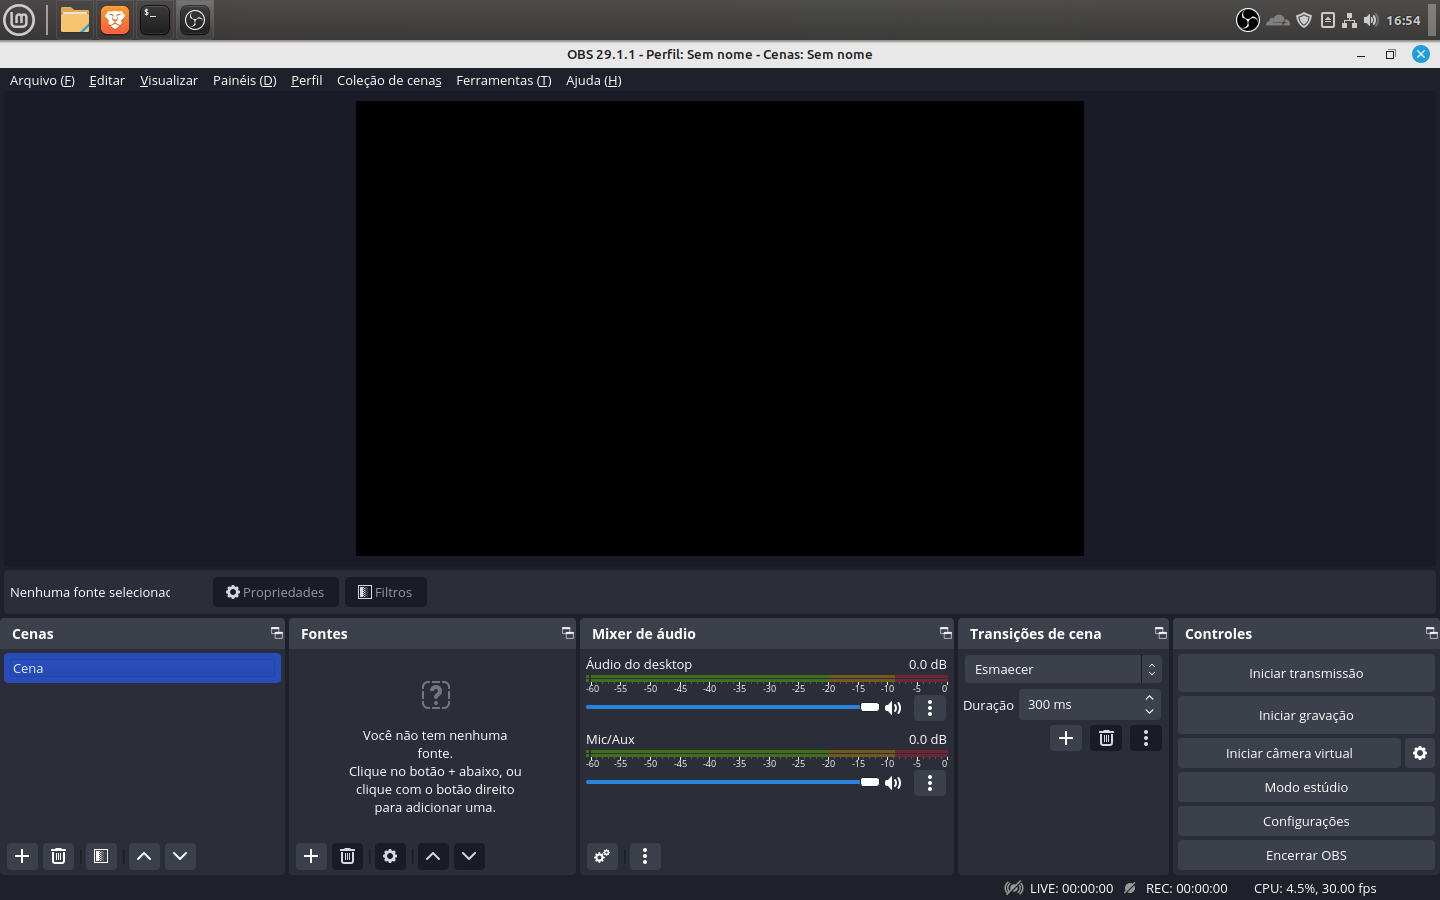 16:54
OBS 29.1.1 - Perfil: Sem nome - Cenas: Sem nome
Arquivo (F) Editar Visualizar Painéis (D) Perfil Coleção de cenas Ferramentas (T) Ajuda (H)
Nenhuma fonte selecionac Propriedades Filtros
Cenas
Cena
Fontes
Você não tem nenhuma
fonte.
Clique no botão + abaixo, ou
clique com o botão direito
para adicionar uma.
Mixer de áudio
Áudio do desktop 0.0 dB
-60 -55 -50 -45 -40 -35 -30 -25 -20 -15 -10 -5 0
Mic/Aux 0.0 dB
-60 -55 -50 -45 -40 -35 -30 -25 -20 -15 -10 -5 0
Transições de cena
Esmaecer
Duração 300 ms
Controles
Iniciar transmissão
Iniciar gravação
Iniciar câmera virtual
Modo estúdio
Configurações
Encerrar OBS
LIVE: 00:00:00 REC: 00:00:00 CPU: 4.5%, 30.00 fps